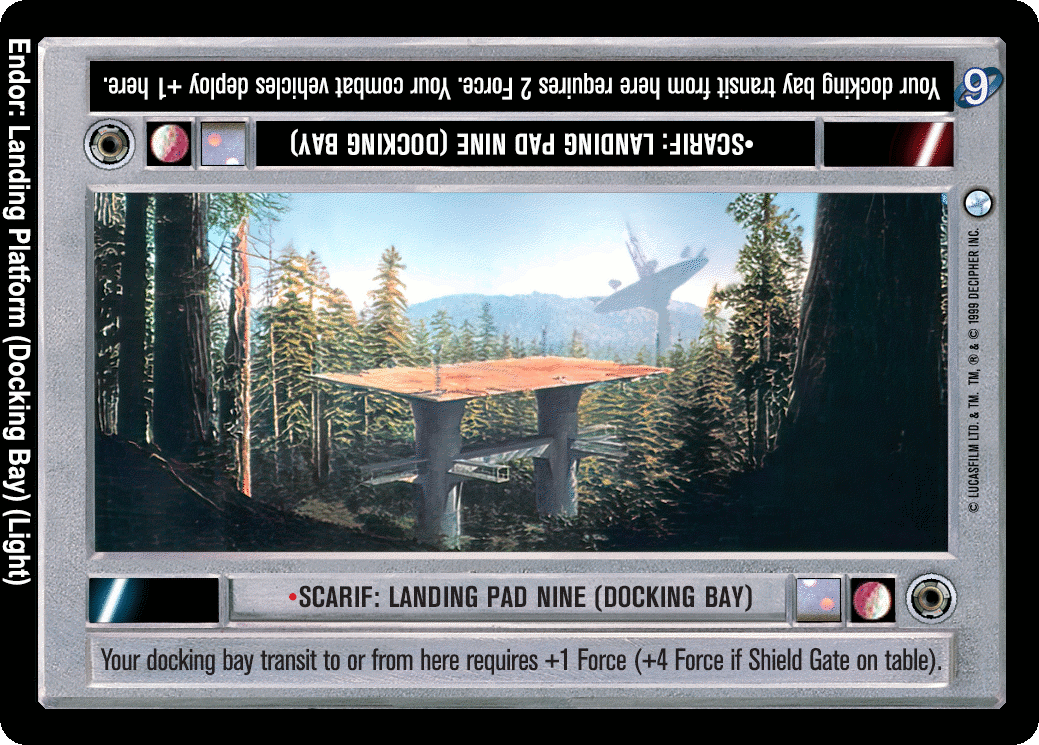 Your docking bay transit from here requires 2 Force. Your combat vehicles deploy +1 here.
9
•SCARIF: LANDING PAD NINE (DOCKING BAY)
Endor: Landing Platform (Docking Bay) (Light)
© LUCASFILM LTD. & TM. TM, ® & © 1999 DECIPHER INC.
•SCARIF: LANDING PAD NINE (DOCKING BAY)
Your docking bay transit to or from here requires +1 Force (+4 Force if Shield Gate on table).